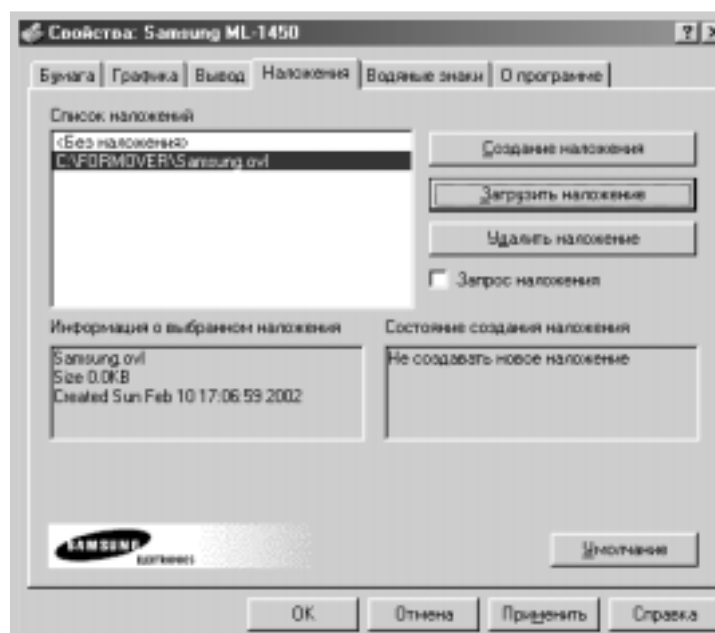 Свойства: Samsung ML-1450
Бумага Графика Вывод Наложения Водяные знаки О программе
Список наложений
<Без наложения>
C:\FORMOVER\Samsung.ovl
Создание наложения
Загрузить наложение
Удалить наложение
Запрос наложения
Информация о выбранном наложения
Samsung.ovl
Size 0.0KB
Created Sun Feb 10 17:06:59 2002
Состояние создания наложения
Не создавать новое наложение
SAMSUNG
ELECTRONICS
Умолчание
OK Отмена Применить Справка